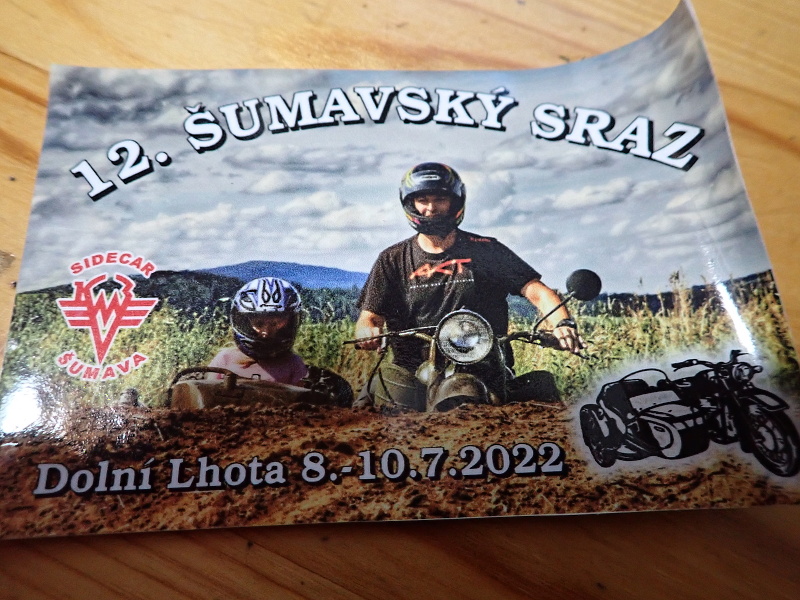 12. ŠUMAVSKÝ SRAZ
SIDECAR
ŠUMAVA
AKT
Dolní Lhota 8.-10.7.2022